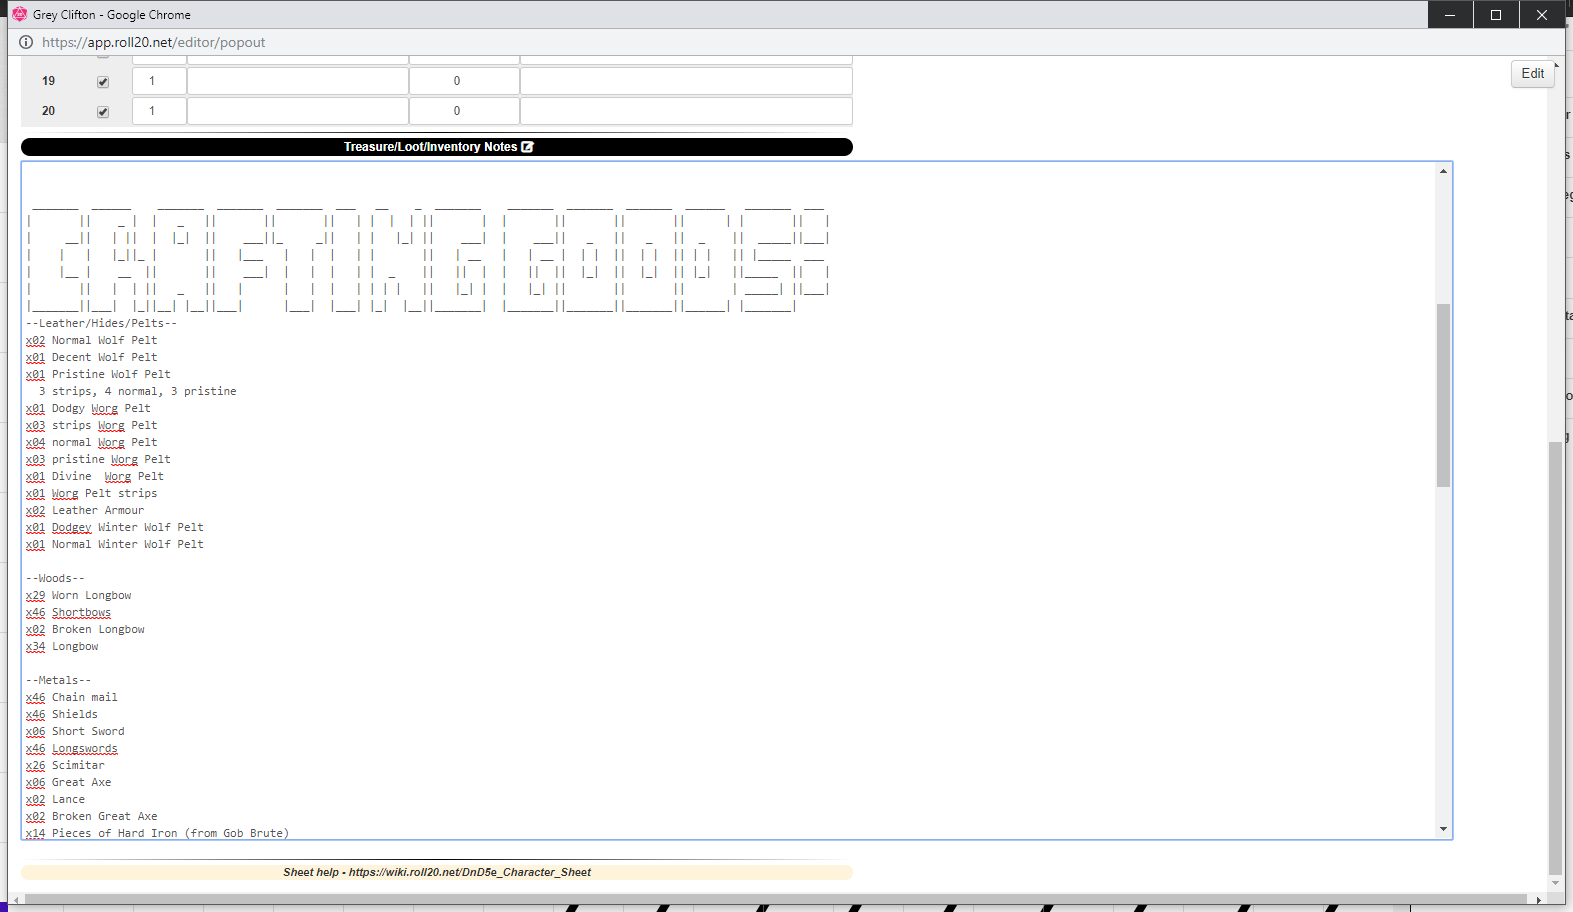 Grey Clifton - Google Chrome
https://app.roll20.net/editor/popout
Edit
19 1 0
20 1 0
Treasure/Loot/Inventory Notes
CRAFTING GOODS:
--Leather/Hides/Pelts--
x02 Normal Wolf Pelt
x01 Decent Wolf Pelt
x01 Pristine Wolf Pelt
3 strips, 4 normal, 3 pristine
x01 Dodgy Worg Pelt
x03 strips Worg Pelt
x04 normal Worg Pelt
x03 pristine Worg Pelt
x01 Divine  Worg Pelt
x01 Worg Pelt strips
x02 Leather Armour
x01 Dodgey Winter Wolf Pelt
x01 Normal Winter Wolf Pelt
--Woods--
x29 Worn Longbow
x46 Shortbows
x02 Broken Longbow
x34 Longbow
--Metals--
x46 Chain mail
x46 Shields
x06 Short Sword
x46 Longswords
x26 Scimitar
x06 Great Axe
x02 Lance
x02 Broken Great Axe
x14 Pieces of Hard Iron (from Gob Brute)
Sheet help - https://wiki.roll20.net/DnD5e_Character_Sheet